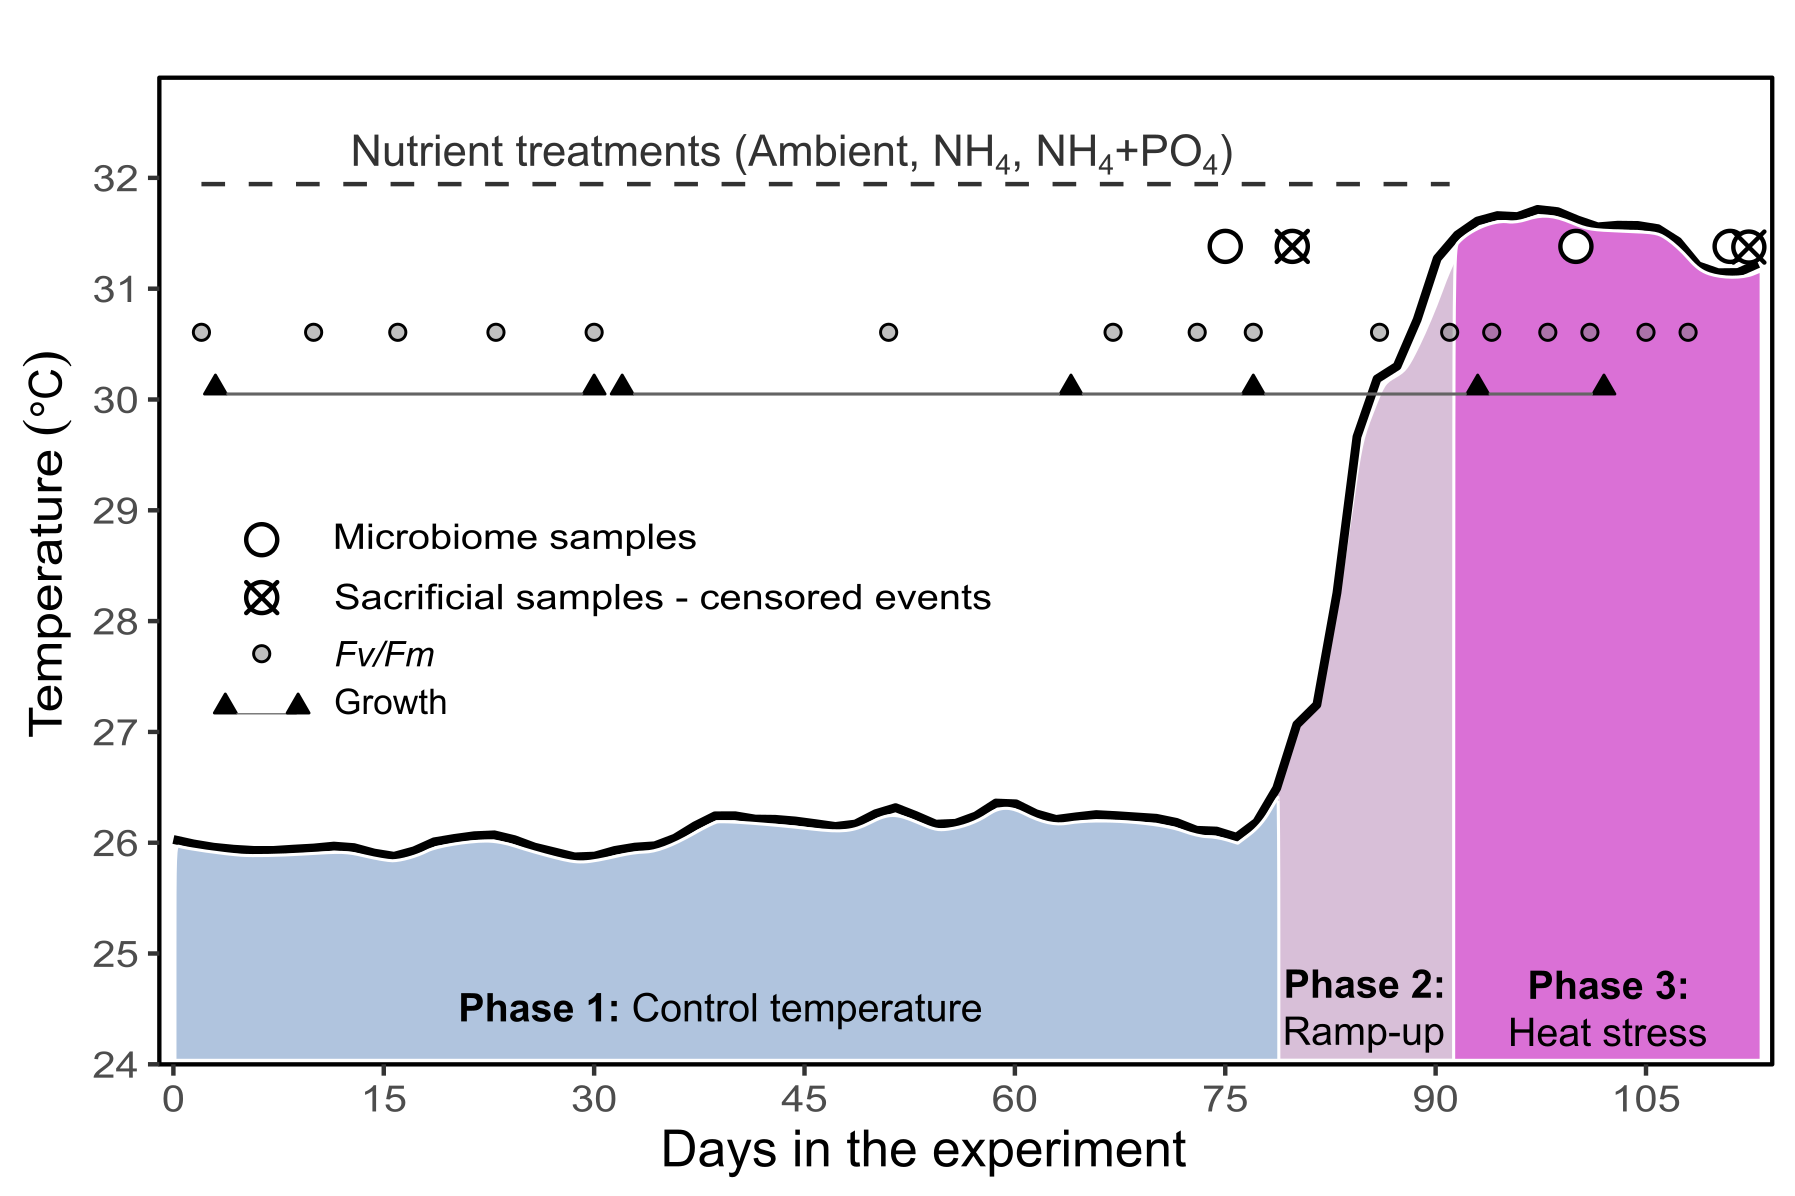 Nutrient treatments (Ambient, NH₄, NH₄+PO₄)
Temperature (°C)
32
31
30
29
28
27
26
25
24
Microbiome samples
Sacrificial samples - censored events
Fv/Fm
Growth
Phase 1: Control temperature
Phase 2:
Ramp-up
Phase 3:
Heat stress
0 15 30 45 60 75 90 105
Days in the experiment